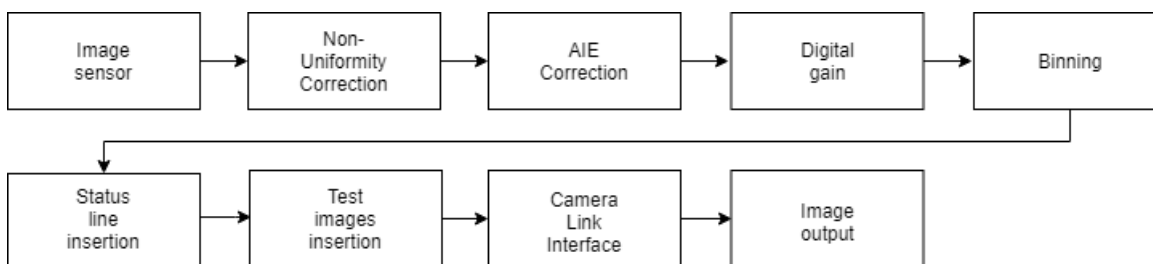 Image
sensor
Non-
Uniformity
Correction
AIE
Correction
Digital
gain
Binning
Status
line
insertion
Test
images
insertion
Camera
Link
Interface
Image
output